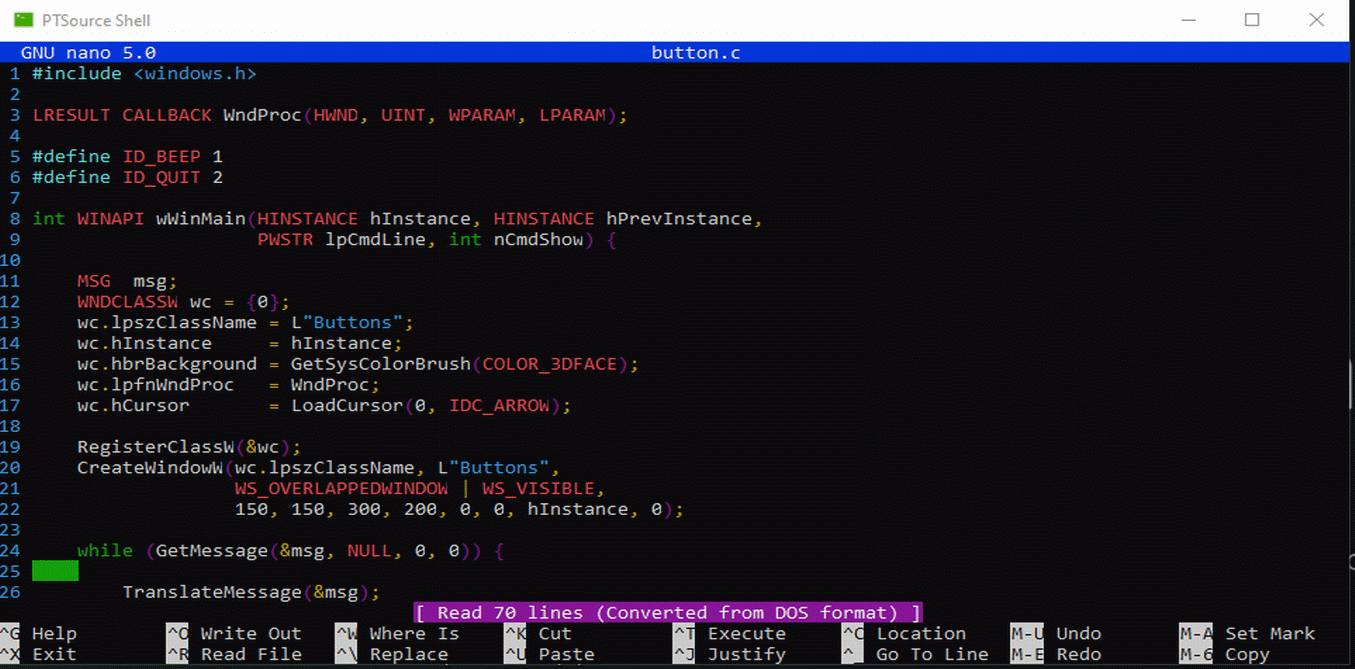 PTSource Shell
GNU nano 5.0 button.c
1 #include <windows.h>
2
3 LRESULT CALLBACK WndProc(HWND, UINT, WPARAM, LPARAM);
4
5 #define ID_BEEP 1
6 #define ID_QUIT 2
7
8 int WINAPI wWinMain(HINSTANCE hInstance, HINSTANCE hPrevInstance,
9                     PWSTR lpCmdLine, int nCmdShow) {
10
11     MSG  msg;
12     WNDCLASSW wc = {0};
13     wc.lpszClassName = L"Buttons";
14     wc.hInstance     = hInstance;
15     wc.hbrBackground = GetSysColorBrush(COLOR_3DFACE);
16     wc.lpfnWndProc   = WndProc;
17     wc.hCursor       = LoadCursor(0, IDC_ARROW);
18
19     RegisterClassW(&wc);
20     CreateWindowW(wc.lpszClassName, L"Buttons",
21                   WS_OVERLAPPEDWINDOW | WS_VISIBLE,
22                   150, 150, 300, 200, 0, 0, hInstance, 0);
23
24     while (GetMessage(&msg, NULL, 0, 0)) {
25
26         TranslateMessage(&msg);
[ Read 70 lines (Converted from DOS format) ]
^G Help ^O Write Out ^W Where Is ^K Cut ^T Execute ^C Location M-U Undo M-A Set Mark
^X Exit ^R Read File ^\ Replace ^U Paste ^J Justify ^_ Go To Line M-E Redo M-6 Copy